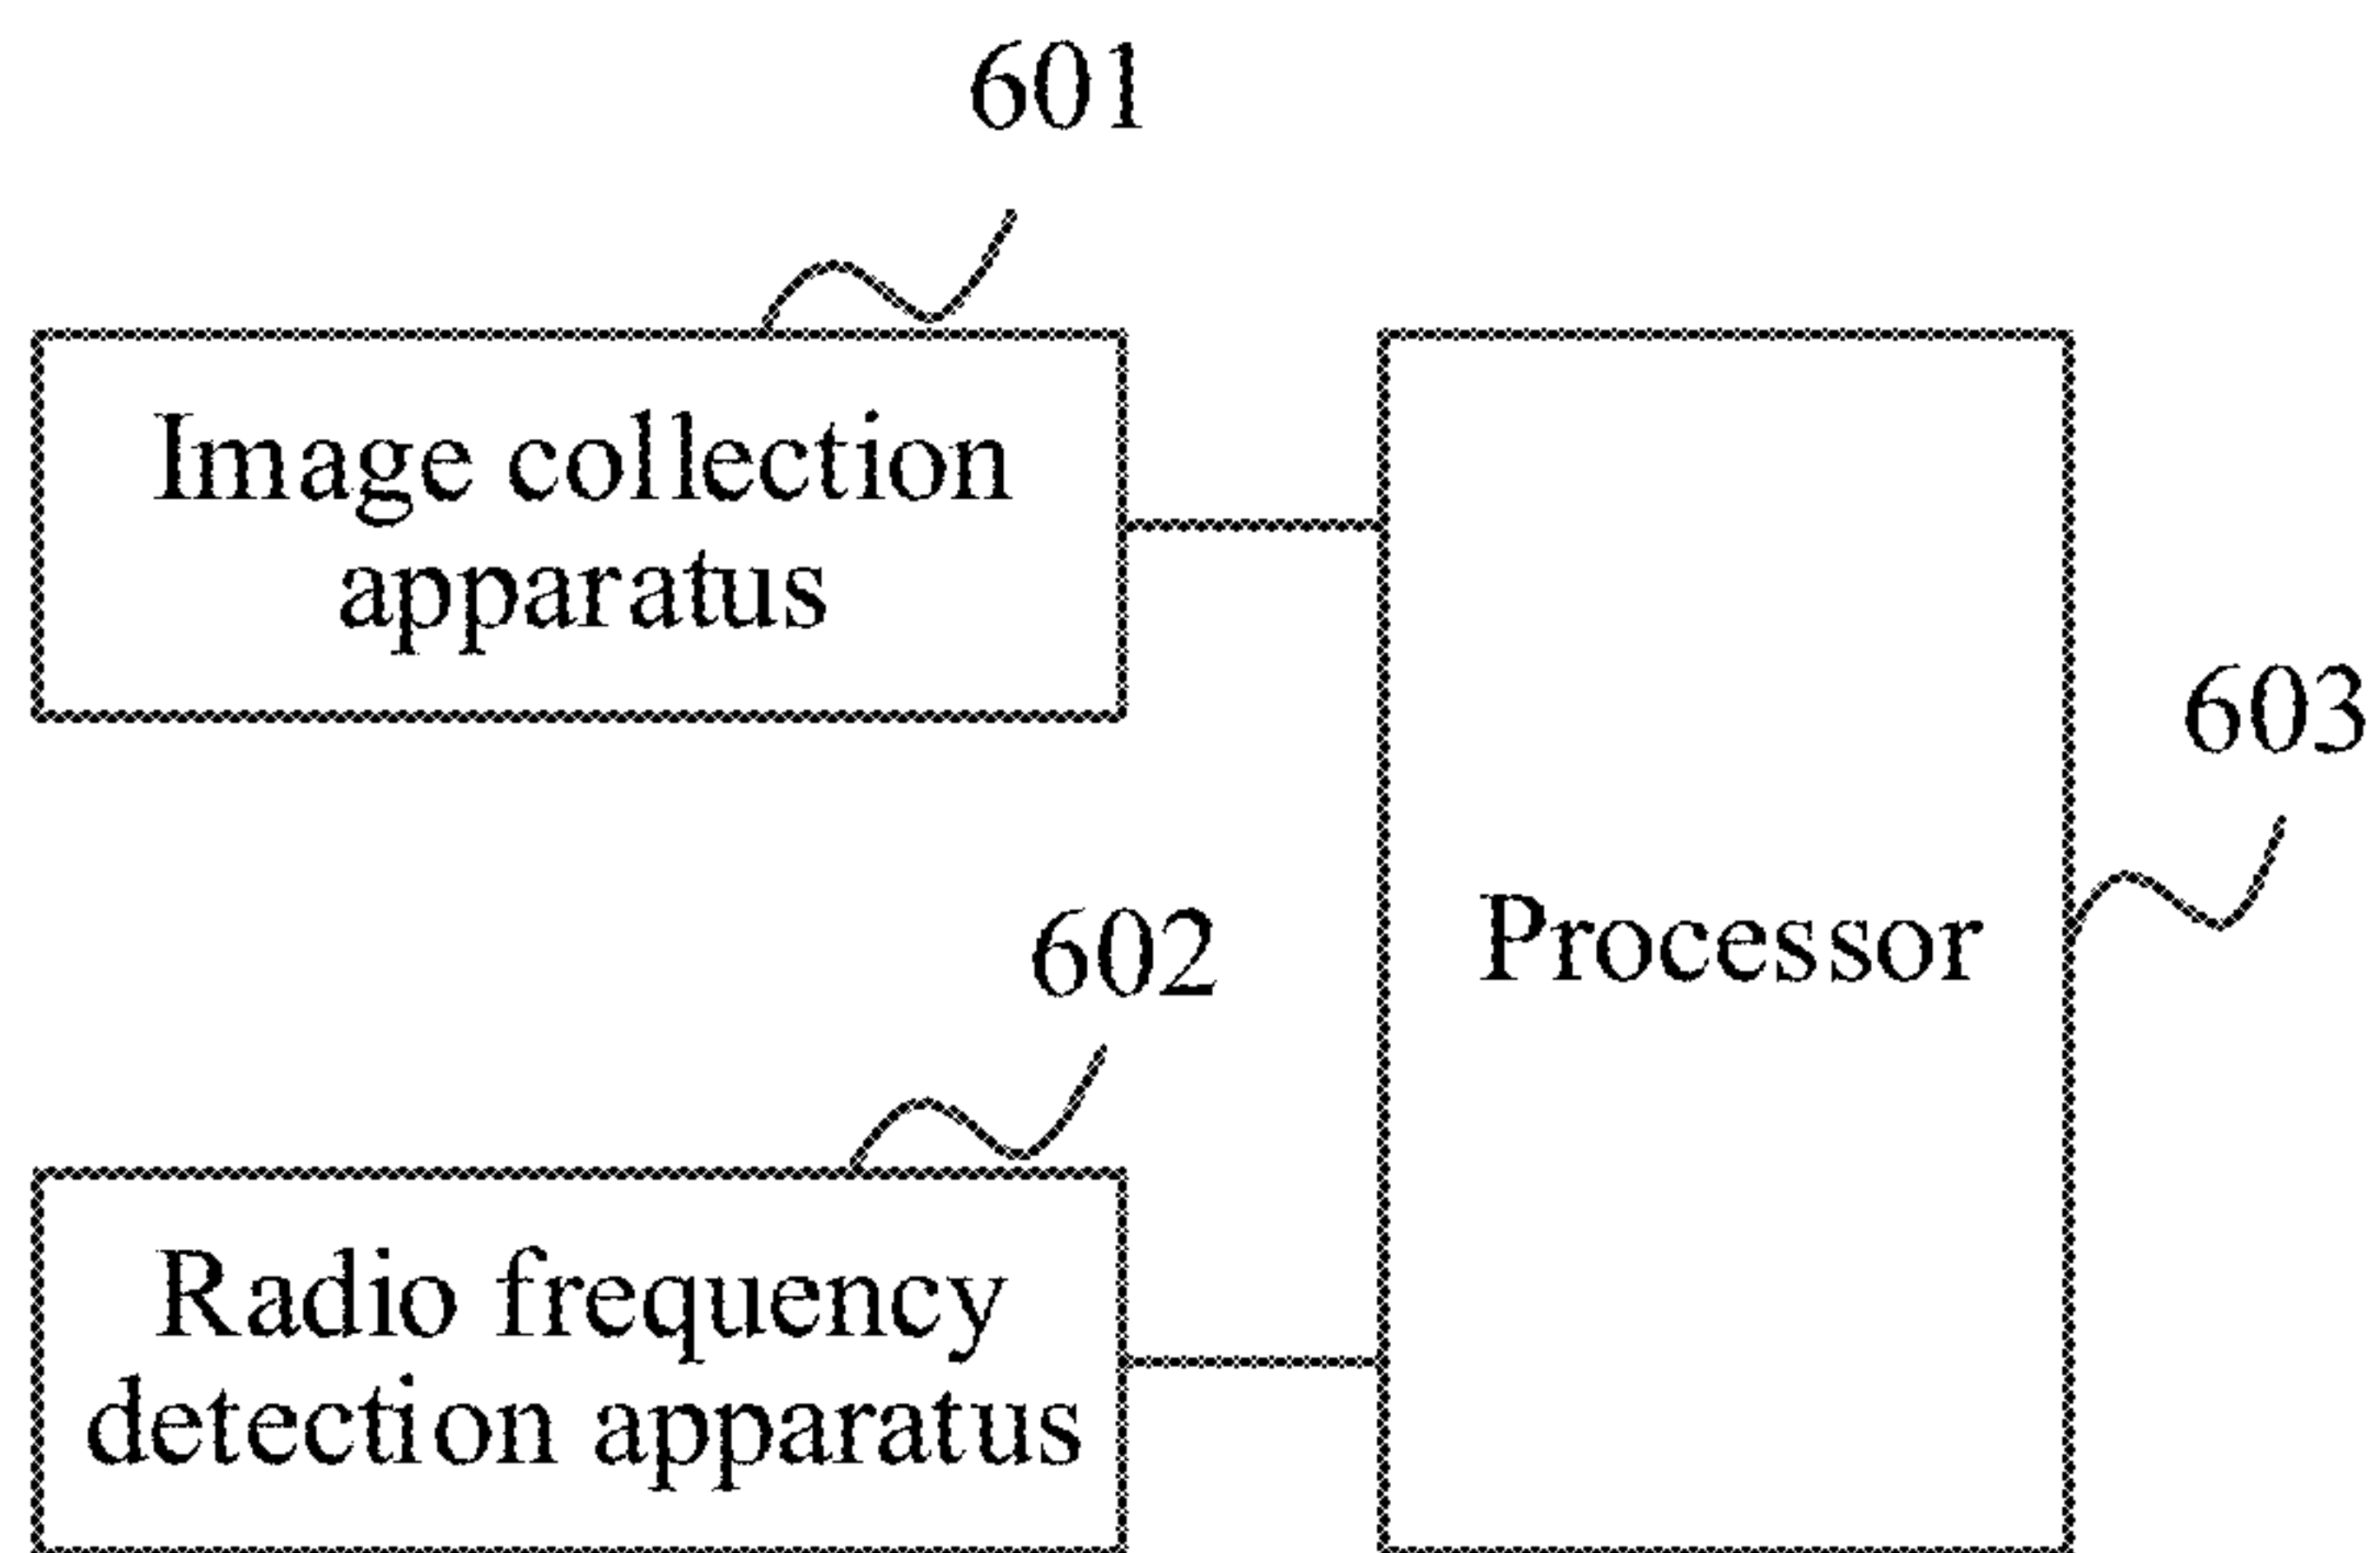 601
Image collection
apparatus
603
602
Processor
Radio frequency
detection apparatus